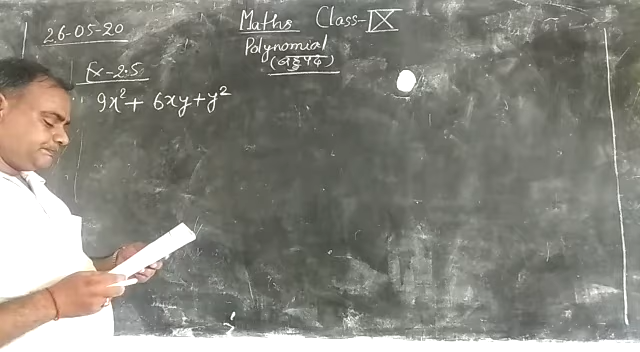 26-05-20
Maths Class-IX
Polynomial
(बहुपद)
Ex-2.5
9x² + 6xy + y²